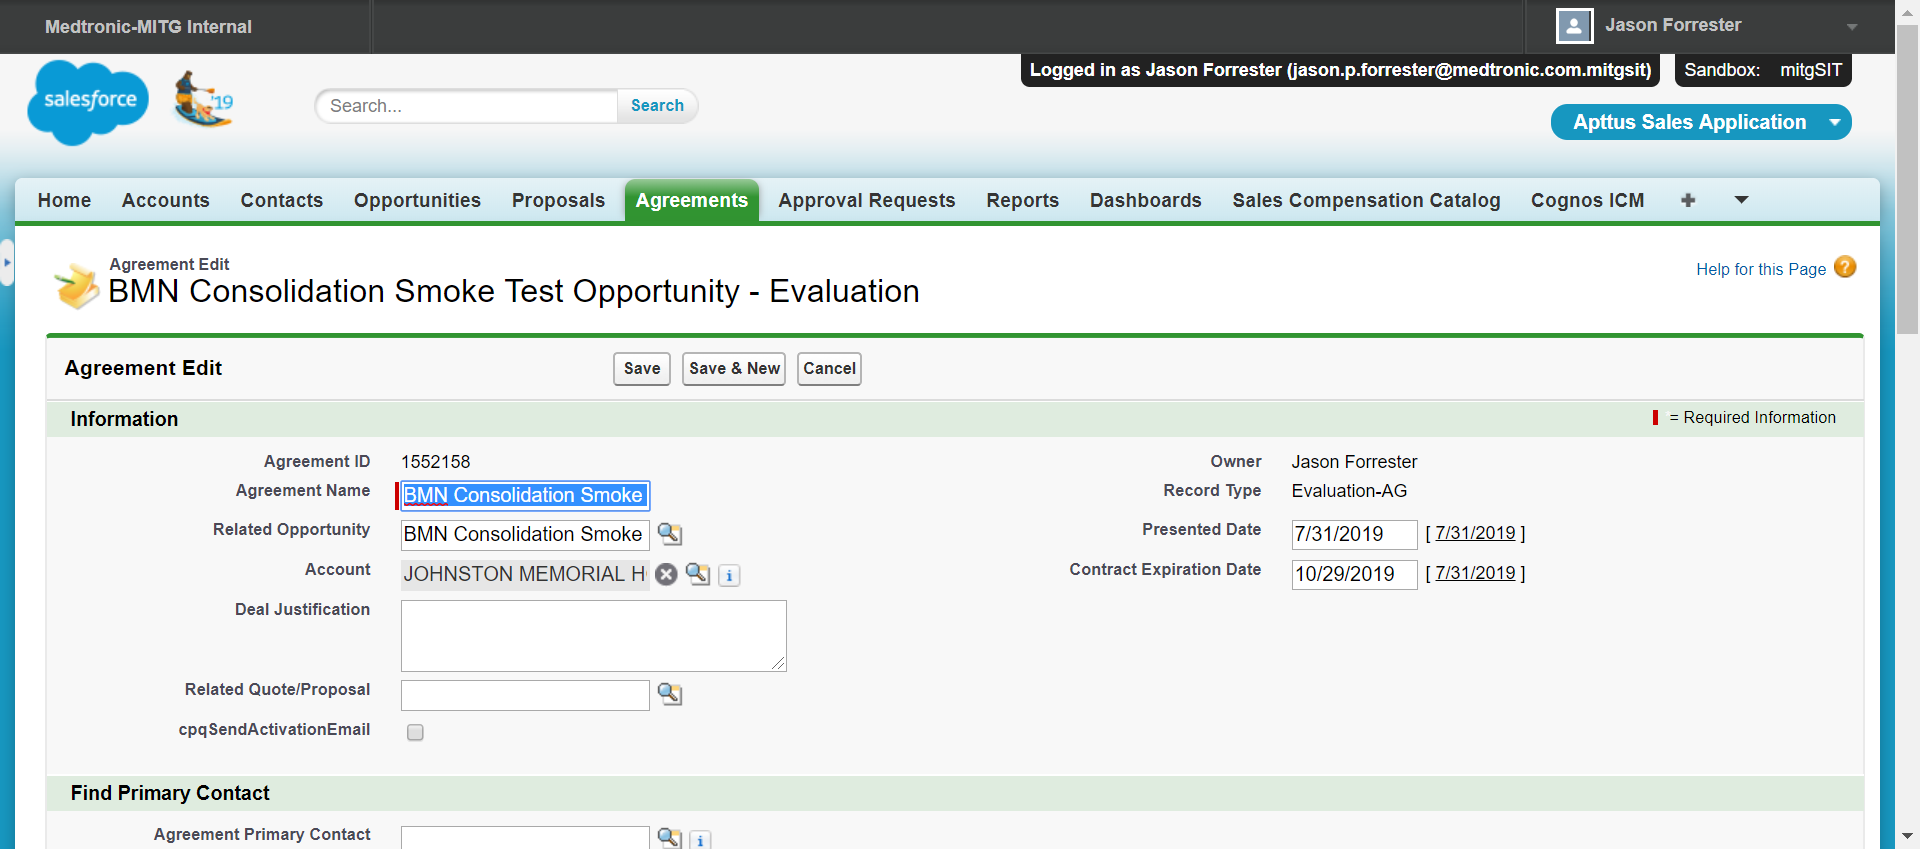 Medtronic-MITG Internal
Jason Forrester
salesforce
'19
Search...
Search
Logged in as Jason Forrester (jason.p.forrester@medtronic.com.mitgsit)
Sandbox: mitgSIT
Apttus Sales Application
Home Accounts Contacts Opportunities Proposals Agreements Approval Requests Reports Dashboards Sales Compensation Catalog Cognos ICM
Agreement Edit
BMN Consolidation Smoke Test Opportunity - Evaluation
Help for this Page ?
Agreement Edit
Save Save & New Cancel
Information
= Required Information
Agreement ID 1552158
Owner Jason Forrester
Agreement Name BMN Consolidation Smoke
Record Type Evaluation-AG
Related Opportunity BMN Consolidation Smoke
Presented Date 7/31/2019 [ 7/31/2019 ]
Account JOHNSTON MEMORIAL H
Contract Expiration Date 10/29/2019 [ 7/31/2019 ]
Deal Justification
Related Quote/Proposal
cpqSendActivationEmail
Find Primary Contact
Agreement Primary Contact